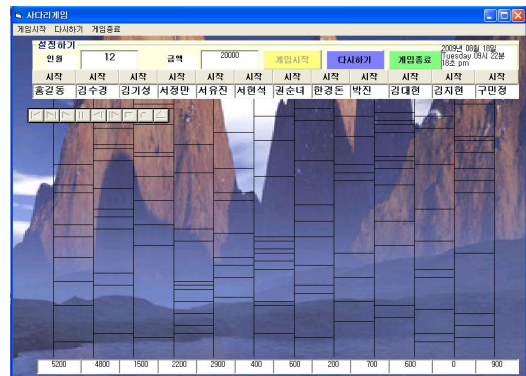 사다리게임
게임시작 다시하기 게임종료
설정하기
인원 12 금액 20000 게임시작 다시하기 게임종료
2009년 08월 18일
Tuesday 09시 22분
18초 pm
시작 시작 시작 시작 시작 시작 시작 시작 시작 시작 시작 시작
홍길동 김수경 김기성 서정만 서유진 서현석 권순녀 한경돈 박진 김대현 김지현 구민정
5200 4800 1500 2200 2900 400 600 200 700 600 0 900